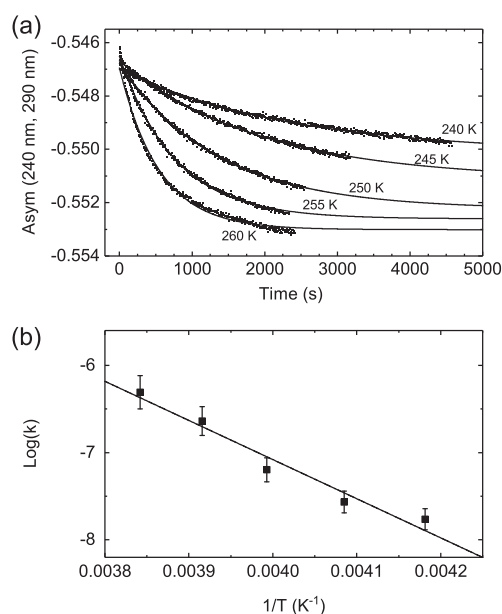 (a)
-0.546
-0.548
-0.550
-0.552
-0.554
Asym (240 nm, 290 nm)
240 K
245 K
250 K
255 K
260 K
0 1000 2000 3000 4000 5000
Time (s)
(b)
-6
-7
-8
Log(k)
0.0038 0.0039 0.0040 0.0041 0.0042
1/T (K⁻¹)